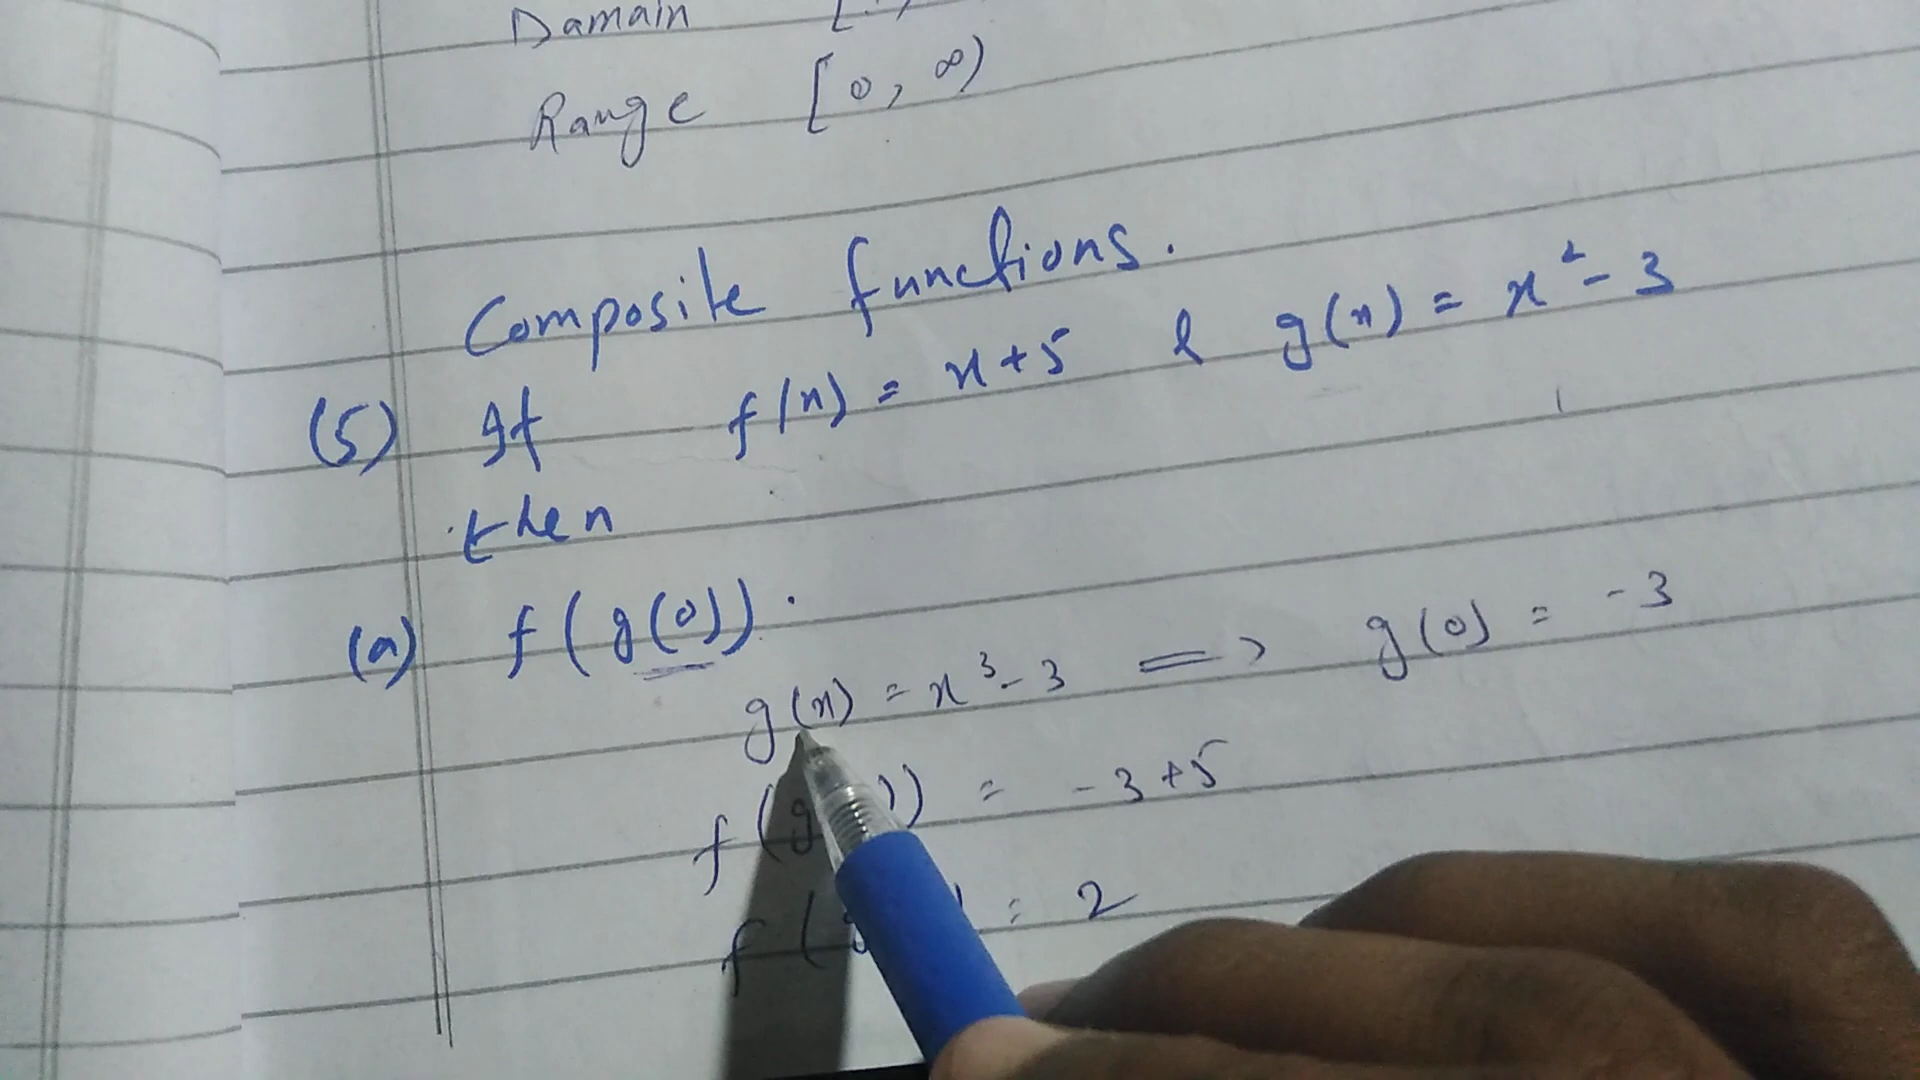 Damain [
Range [0, ∞)
Composite functions.
(5) If f(x) = x+5 & g(x) = x² - 3
then
(a) f(g(0)).
g(x) = x³ - 3 => g(0) = -3
f(g )) = -3+5
f( = 2